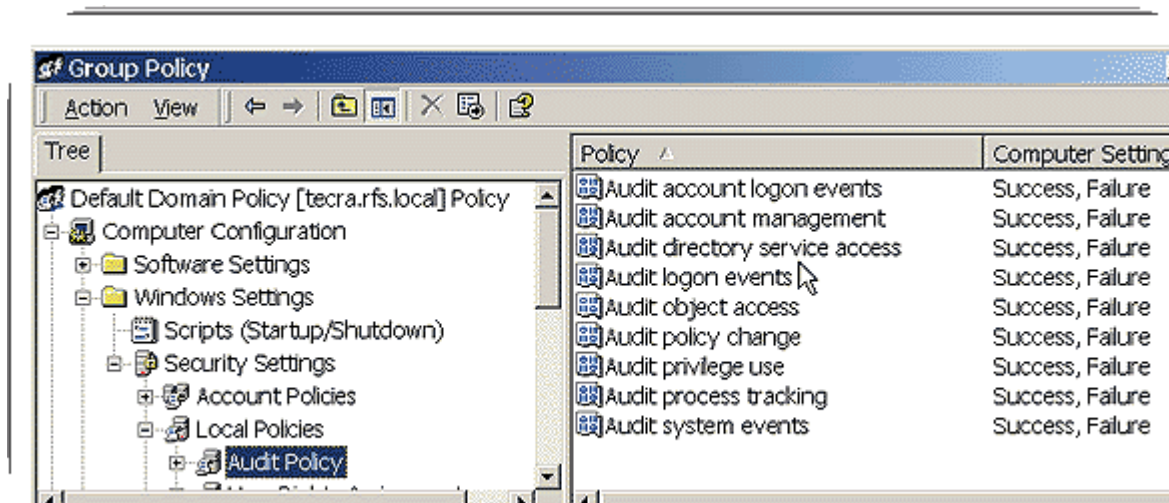 Group Policy
Action View
Tree
Policy Computer Setting
Default Domain Policy [tecra.rfs.local] Policy
Computer Configuration
Software Settings
Windows Settings
Scripts (Startup/Shutdown)
Security Settings
Account Policies
Local Policies
Audit Policy
Audit account logon events Success, Failure
Audit account management Success, Failure
Audit directory service access Success, Failure
Audit logon events Success, Failure
Audit object access Success, Failure
Audit policy change Success, Failure
Audit privilege use Success, Failure
Audit process tracking Success, Failure
Audit system events Success, Failure